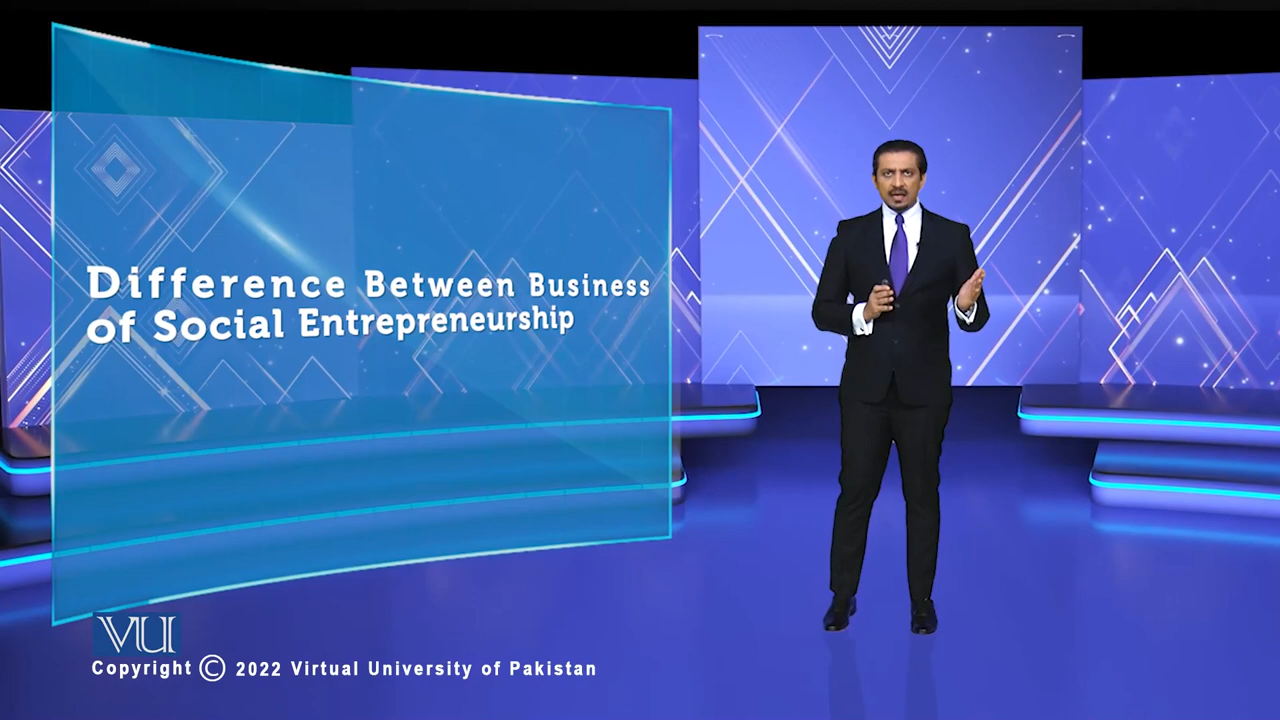 Difference Between Business
of Social Entrepreneurship
VU
Copyright © 2022 Virtual University of Pakistan